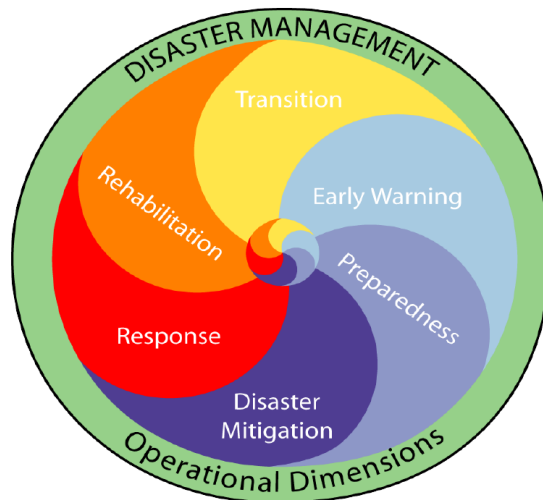 DISASTER MANAGEMENT
Transition
Early Warning
Rehabilitation
Preparedness
Response
Disaster
Mitigation
Operational Dimensions